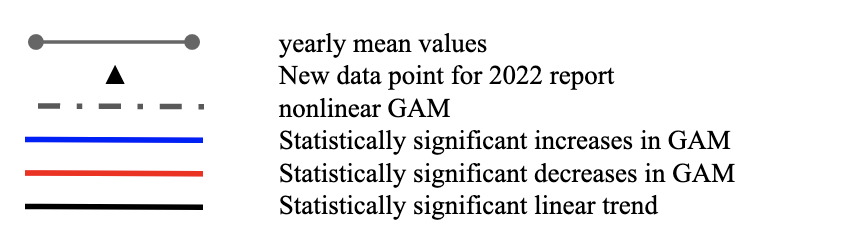 yearly mean values
New data point for 2022 report
nonlinear GAM
Statistically significant increases in GAM
Statistically significant decreases in GAM
Statistically significant linear trend